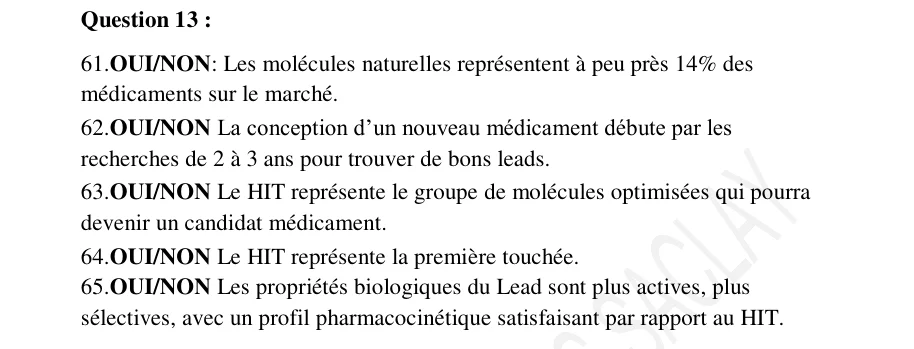 Question 13 :
61.OUI/NON: Les molécules naturelles représentent à peu près 14% des
médicaments sur le marché.
62.OUI/NON La conception d'un nouveau médicament débute par les
recherches de 2 à 3 ans pour trouver de bons leads.
63.OUI/NON Le HIT représente le groupe de molécules optimisées qui pourra
devenir un candidat médicament.
64.OUI/NON Le HIT représente la première touchée.
65.OUI/NON Les propriétés biologiques du Lead sont plus actives, plus
sélectives, avec un profil pharmacocinétique satisfaisant par rapport au HIT.
SACLAY